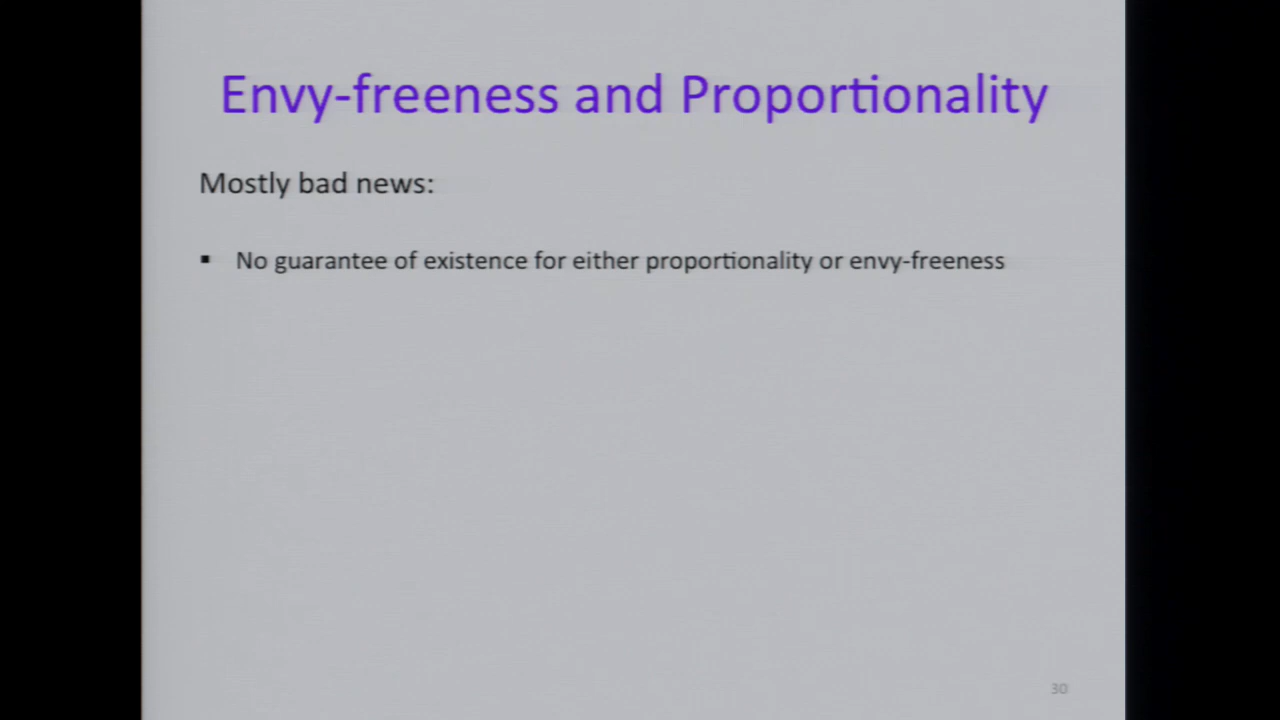 Envy-freeness and Proportionality
Mostly bad news:
▪ No guarantee of existence for either proportionality or envy-freeness
30